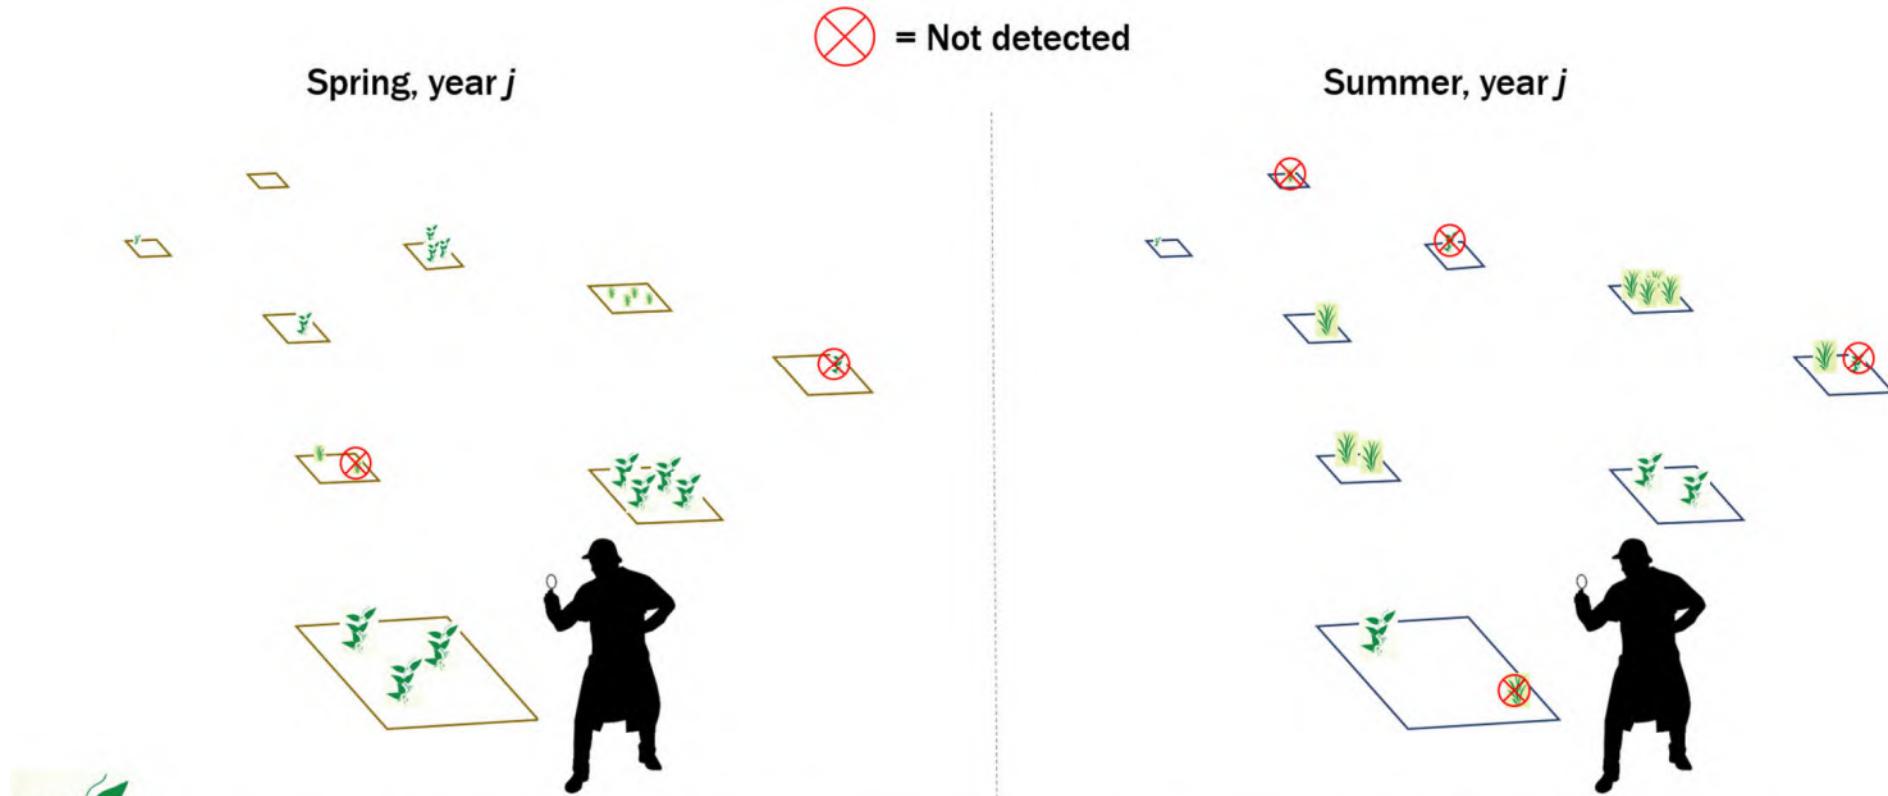 = Not detected
Spring, year j
Summer, year j